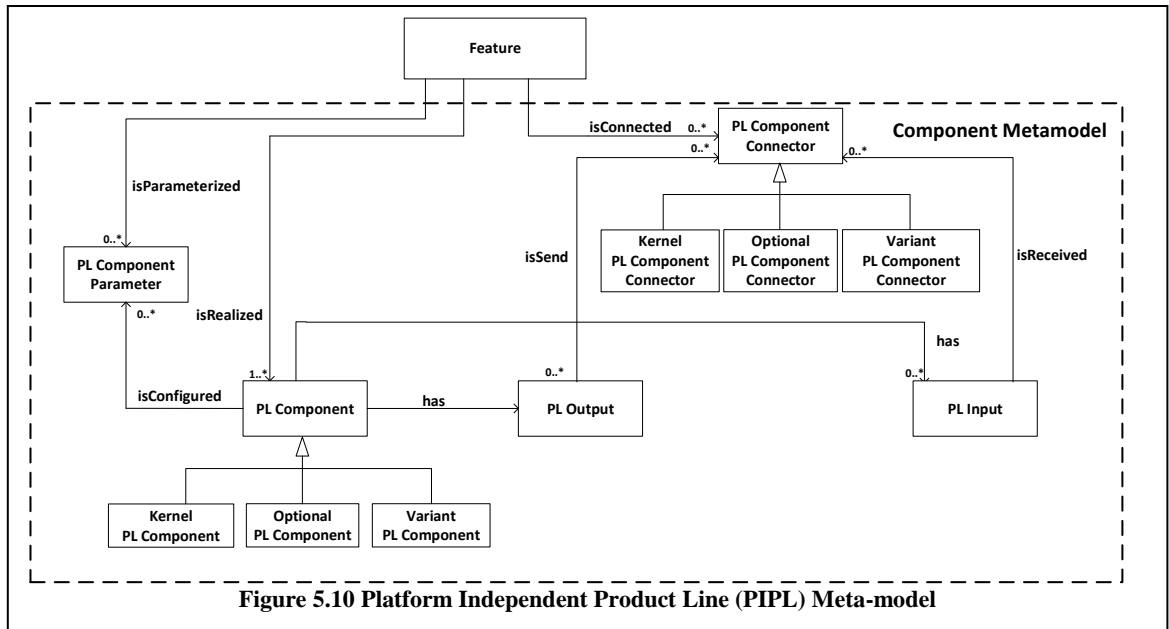 Feature
Component Metamodel
isConnected
0..*
PL Component
Connector
0..*
0..*
isParameterized
0..*
PL Component
Parameter
0..*
isRealized
isSend
isReceived
Kernel
PL Component
Connector
Optional
PL Component
Connector
Variant
PL Component
Connector
has
1..*
0..*
0..*
isConfigured
PL Component
has
PL Output
PL Input
Kernel
PL Component
Optional
PL Component
Variant
PL Component
Figure 5.10 Platform Independent Product Line (PIPL) Meta-model